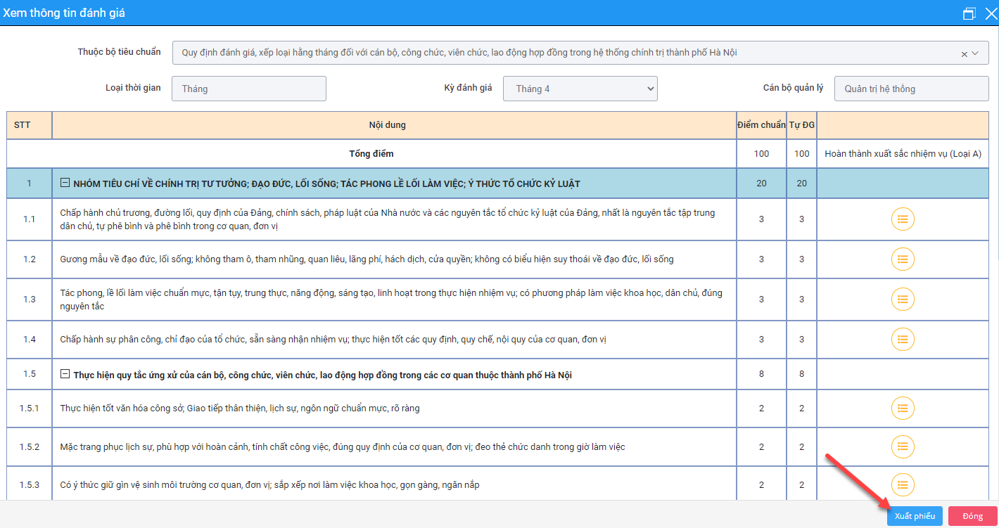 Xem thông tin đánh giá
Thuộc bộ tiêu chuẩn
Quy định đánh giá, xếp loại hằng tháng đối với cán bộ, công chức, viên chức, lao động hợp đồng trong hệ thống chính trị thành phố Hà Nội
Loại thời gian
Tháng
Kỳ đánh giá
Tháng 4
Cán bộ quản lý
Quản trị hệ thống
STT
Nội dung
Điểm chuẩn
Tự ĐG
Tổng điểm
100
100
Hoàn thành xuất sắc nhiệm vụ (Loại A)
1
NHÓM TIÊU CHÍ VỀ CHÍNH TRỊ TƯ TƯỞNG; ĐẠO ĐỨC, LỐI SỐNG; TÁC PHONG LỀ LỐI LÀM VIỆC; Ý THỨC TỔ CHỨC KỶ LUẬT
20
20
1.1
Chấp hành chủ trương, đường lối, quy định của Đảng, chính sách, pháp luật của Nhà nước và các nguyên tắc tổ chức kỷ luật của Đảng, nhất là nguyên tắc tập trung
dân chủ, tự phê bình và phê bình trong cơ quan, đơn vị
3
3
1.2
Gương mẫu về đạo đức, lối sống; không tham ô, tham nhũng, quan liêu, lãng phí, hách dịch, cửa quyền; không có biểu hiện suy thoái về đạo đức, lối sống
3
3
1.3
Tác phong, lề lối làm việc chuẩn mực, tận tụy, trung thực, năng động, sáng tạo, linh hoạt trong thực hiện nhiệm vụ; có phương pháp làm việc khoa học, dân chủ, đúng
nguyên tắc
3
3
1.4
Chấp hành sự phân công, chỉ đạo của tổ chức, sẵn sàng nhận nhiệm vụ; thực hiện tốt các quy định, quy chế, nội quy của cơ quan, đơn vị
3
3
1.5
Thực hiện quy tắc ứng xử của cán bộ, công chức, viên chức, lao động hợp đồng trong các cơ quan thuộc thành phố Hà Nội
8
8
1.5.1
Thực hiện tốt văn hóa công sở; Giao tiếp thân thiện, lịch sự, ngôn ngữ chuẩn mực, rõ ràng
2
2
1.5.2
Mặc trang phục lịch sự, phù hợp với hoàn cảnh, tính chất công việc, đúng quy định của cơ quan, đơn vị; đeo thẻ chức danh trong giờ làm việc
2
2
1.5.3
Có ý thức giữ gìn vệ sinh môi trường cơ quan, đơn vị; sắp xếp nơi làm việc khoa học, gọn gàng, ngăn nắp
2
2
Xuất phiếu
Đóng